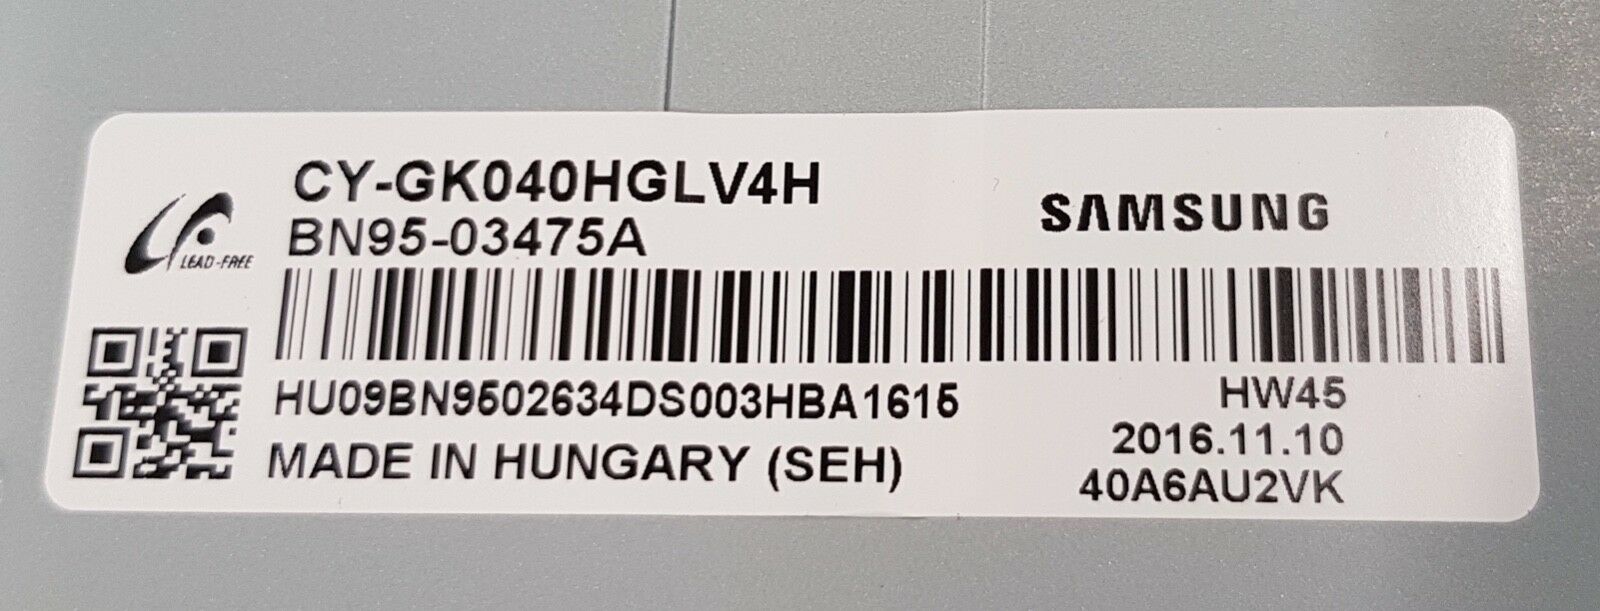 CY-GK040HGLV4H
BN95-03475A
SAMSUNG
LEAD-FREE
HU09BN9502634DS003HBA1615
HW45
MADE IN HUNGARY (SEH)
2016.11.10
40A6AU2VK